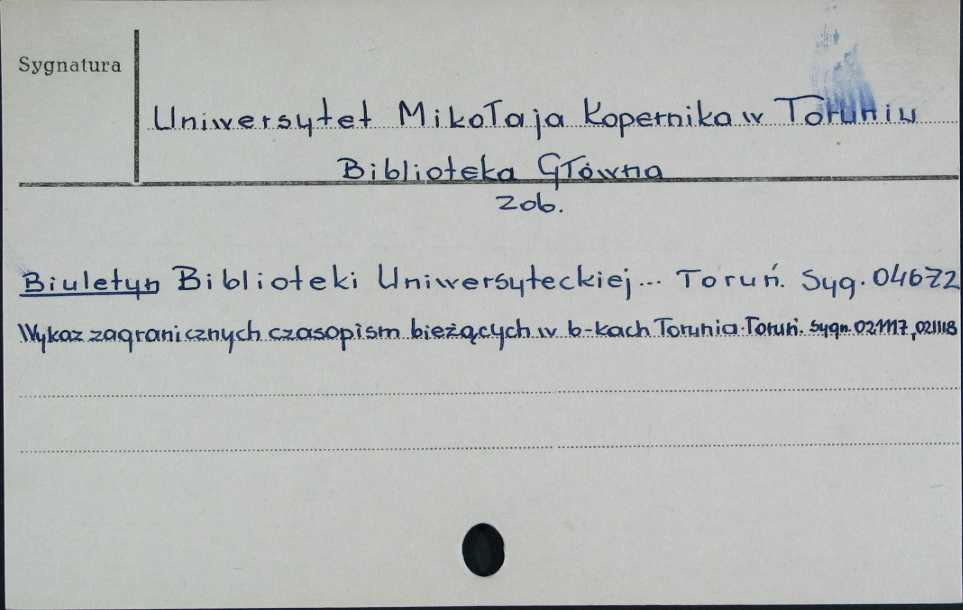 Sygnatura
Uniwersytet Mikołaja Kopernika w Toruniu
Biblioteka Główna
zob.
Biuletyn Biblioteki Uniwersyteckiej... Toruń. Syg. 04672
Wykaz zagranicznych czasopism bieżących w b-kach Torunia. Toruń. Sygn. 021117, 021118